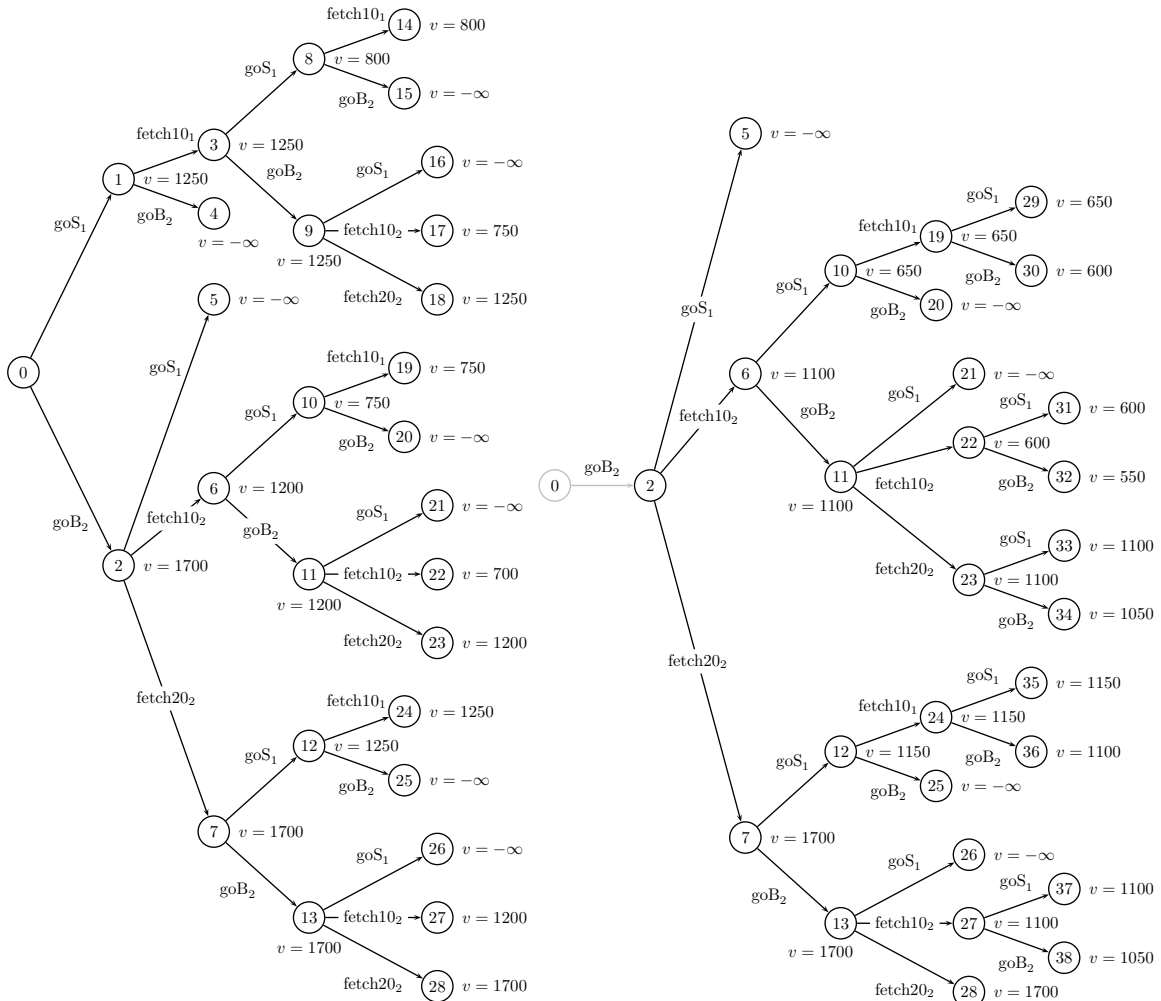 fetch10₁
14 v = 800
goS₁ 8 v = 800
goB₂ 15 v = −∞
fetch10₁ 3 v = 1250
goS₁ 1 v = 1250
goB₂ 4 v = −∞
goB₂ 9 v = 1250
goS₁ 16 v = −∞
fetch10₂ 17 v = 750
fetch20₂ 18 v = 1250
0
goB₂ 2 v = 1700
goS₁ 5 v = −∞
fetch10₂ 6 v = 1200
goS₁ 10 v = 750
fetch10₁ 19 v = 750
goB₂ 20 v = −∞
goB₂ 11 v = 1200
goS₁ 21 v = −∞
fetch10₂ 22 v = 700
fetch20₂ 23 v = 1200
fetch20₂ 7 v = 1700
goS₁ 12 v = 1250
fetch10₁ 24 v = 1250
goB₂ 25 v = −∞
goB₂ 13 v = 1700
goS₁ 26 v = −∞
fetch10₂ 27 v = 1200
fetch20₂ 28 v = 1700
0 goB₂ 2
goS₁ 5 v = −∞
fetch10₂ 6 v = 1100
goS₁ 10 v = 650
fetch10₁ 19 v = 650
goS₁ 29 v = 650
goB₂ 30 v = 600
goB₂ 20 v = −∞
goB₂ 11 v = 1100
goS₁ 21 v = −∞
fetch10₂ 22 v = 600
goS₁ 31 v = 600
goB₂ 32 v = 550
fetch20₂ 23 v = 1100
goS₁ 33 v = 1100
goB₂ 34 v = 1050
fetch20₂ 7 v = 1700
goS₁ 12 v = 1150
fetch10₁ 24 v = 1150
goS₁ 35 v = 1150
goB₂ 36 v = 1100
goB₂ 25 v = −∞
goB₂ 13 v = 1700
goS₁ 26 v = −∞
fetch10₂ 27 v = 1100
goS₁ 37 v = 1100
goB₂ 38 v = 1050
fetch20₂ 28 v = 1700